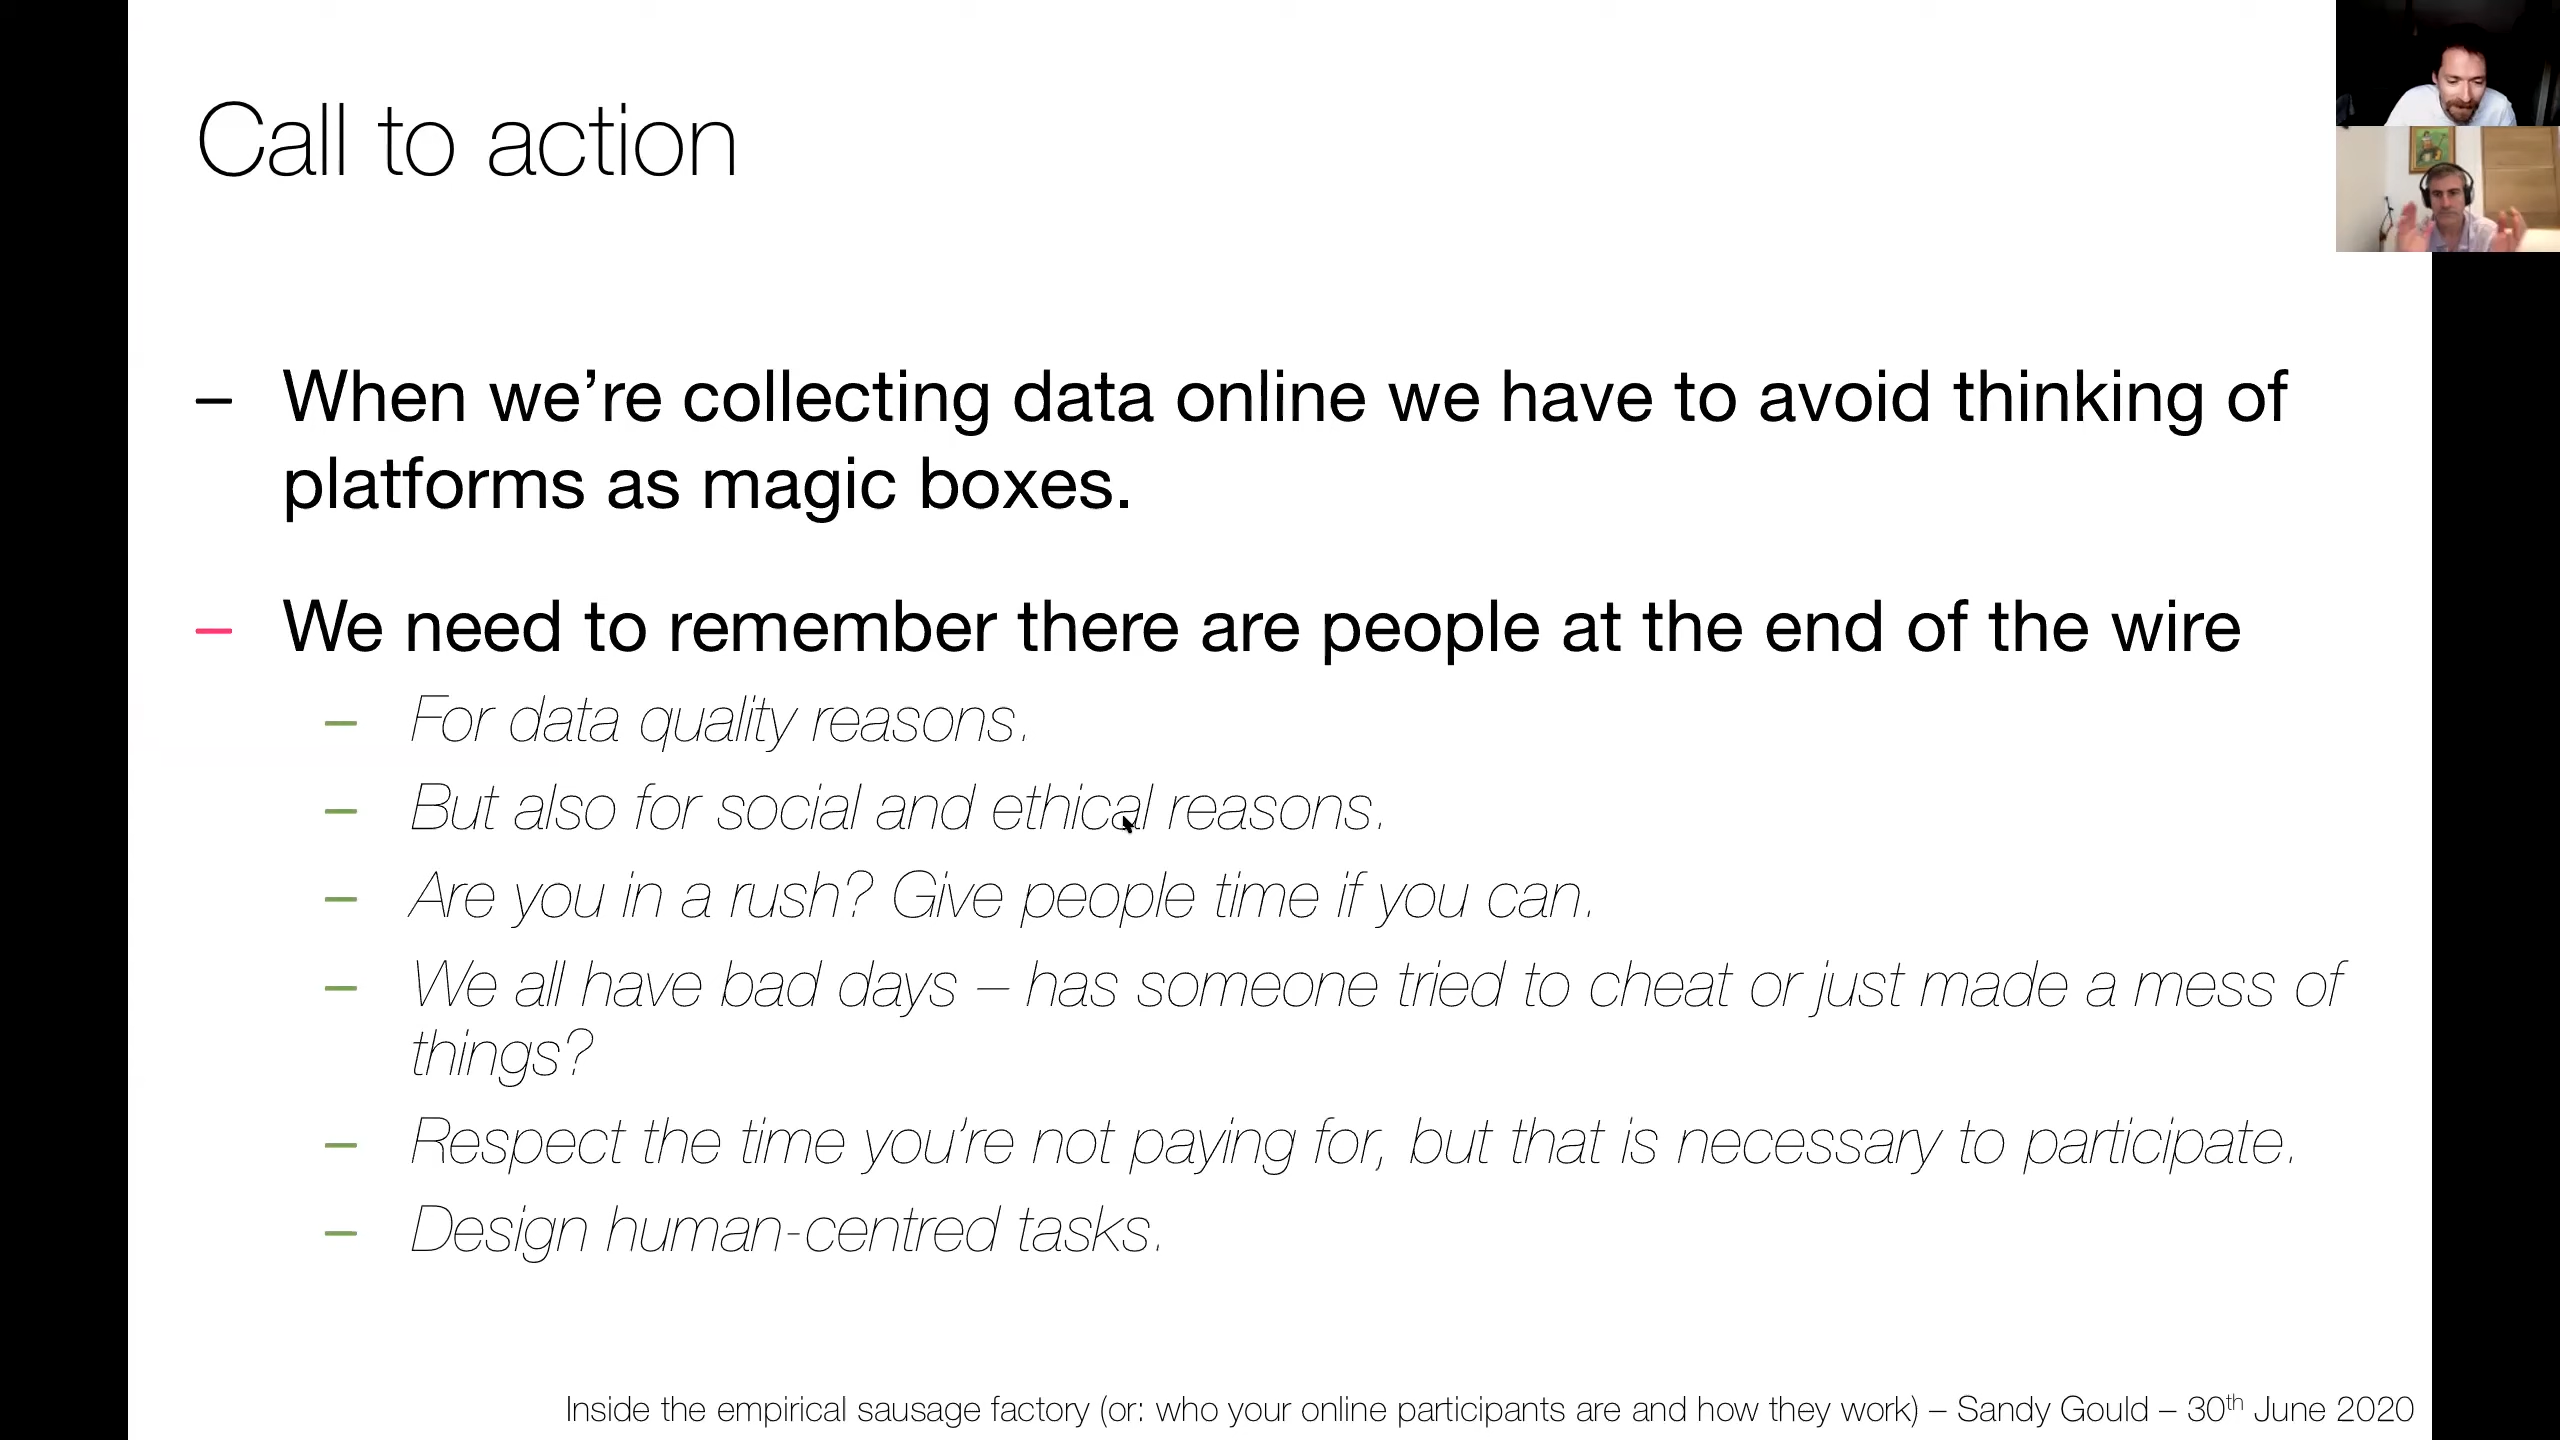 Call to action
– When we’re collecting data online we have to avoid thinking of
platforms as magic boxes.
– We need to remember there are people at the end of the wire
– For data quality reasons.
– But also for social and ethical reasons.
– Are you in a rush? Give people time if you can.
– We all have bad days – has someone tried to cheat or just made a mess of
things?
– Respect the time you’re not paying for, but that is necessary to participate.
– Design human-centred tasks.
Inside the empirical sausage factory (or: who your online participants are and how they work) – Sandy Gould – 30th June 2020